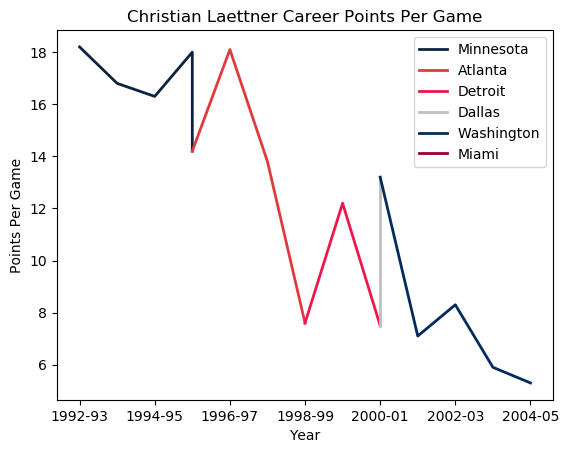 Christian Laettner Career Points Per Game
Points Per Game
18
16
14
12
10
8
6
Minnesota
Atlanta
Detroit
Dallas
Washington
Miami
1992-93 1994-95 1996-97 1998-99 2000-01 2002-03 2004-05
Year